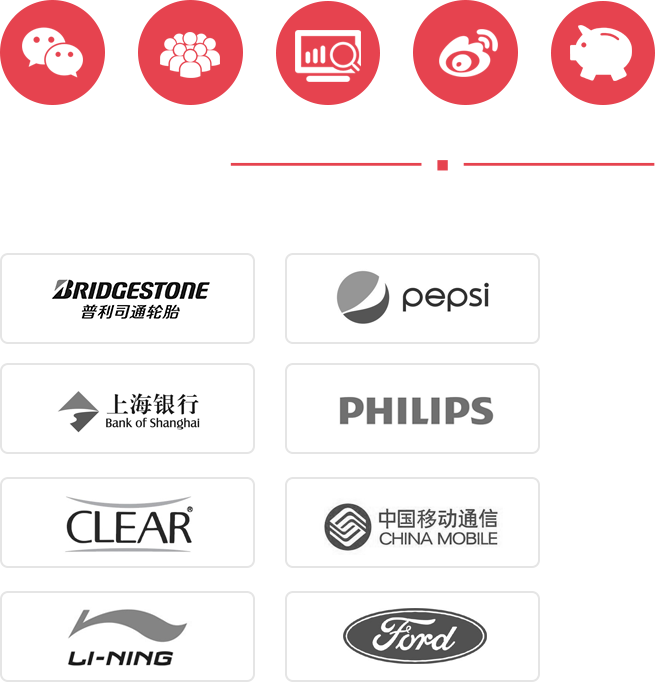 BRIDGESTONE
普利司通轮胎
pepsi
上海银行
Bank of Shanghai
PHILIPS
CLEAR®
中国移动通信
CHINA MOBILE
LI-NING
Ford